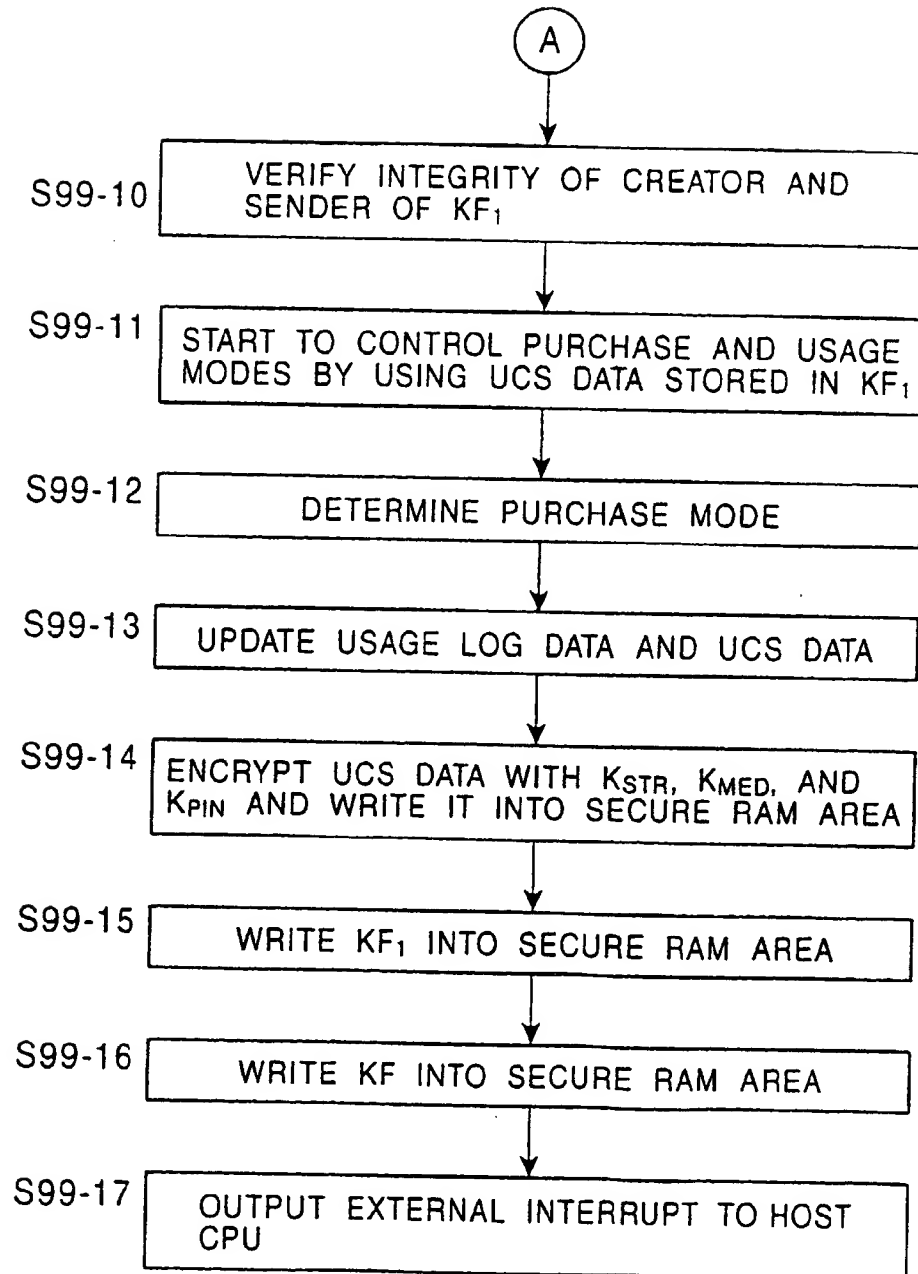 A
S99-10
VERIFY INTEGRITY OF CREATOR AND
SENDER OF KF₁
S99-11
START TO CONTROL PURCHASE AND USAGE
MODES BY USING UCS DATA STORED IN KF₁
S99-12
DETERMINE PURCHASE MODE
S99-13
UPDATE USAGE LOG DATA AND UCS DATA
S99-14
ENCRYPT UCS DATA WITH KSTR, KMED, AND
KPIN AND WRITE IT INTO SECURE RAM AREA
S99-15
WRITE KF₁ INTO SECURE RAM AREA
S99-16
WRITE KF INTO SECURE RAM AREA
S99-17
OUTPUT EXTERNAL INTERRUPT TO HOST
CPU